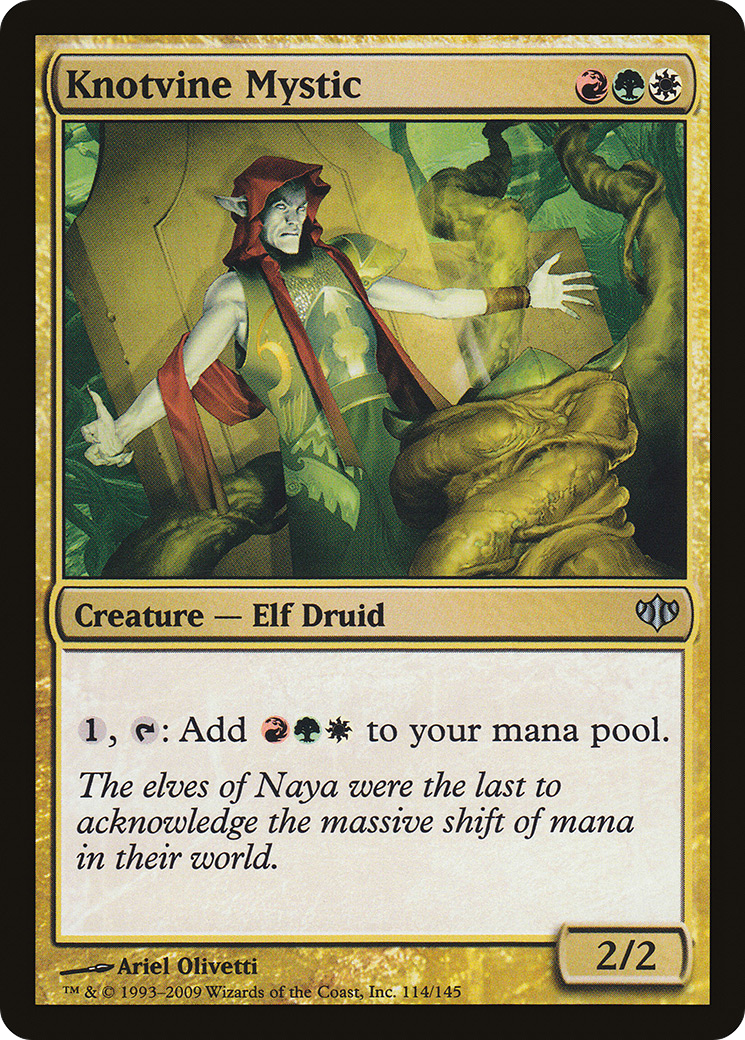 Knotvine Mystic
Creature — Elf Druid
1, : Add to your mana pool.
The elves of Naya were the last to
acknowledge the massive shift of mana
in their world.
2/2
Ariel Olivetti
™ & © 1993–2009 Wizards of the Coast, Inc. 114/145